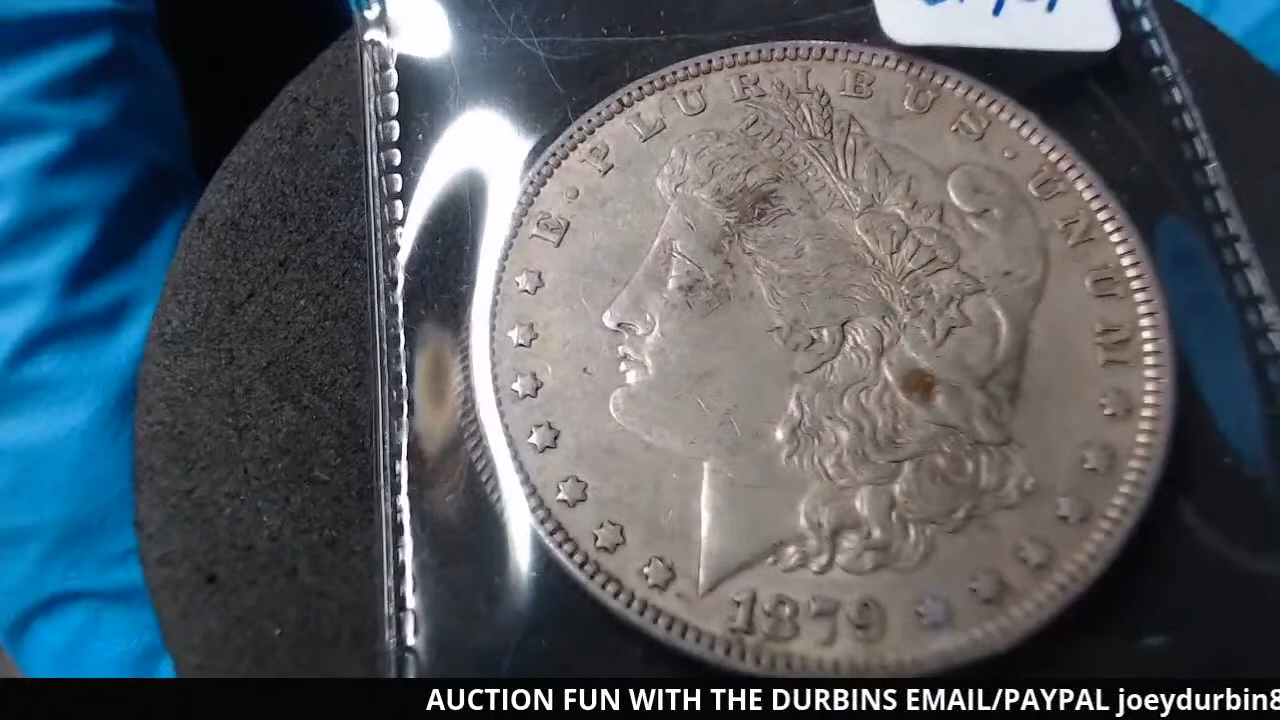 E·PLURIBUS·UNUM
LIBERTY
1879
AUCTION FUN WITH THE DURBINS EMAIL/PAYPAL joeydurbin8